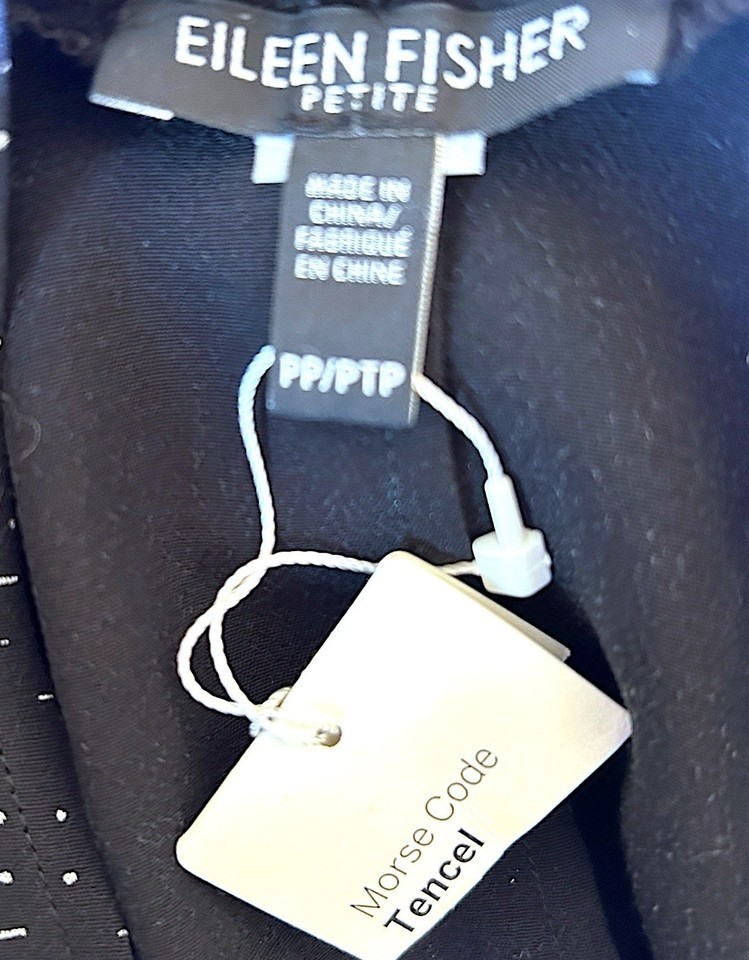 EILEEN FISHER
PETITE
MADE IN
CHINA/
FABRIQUÉ
EN CHINE
PP/PTP
Morse Code
Tencel